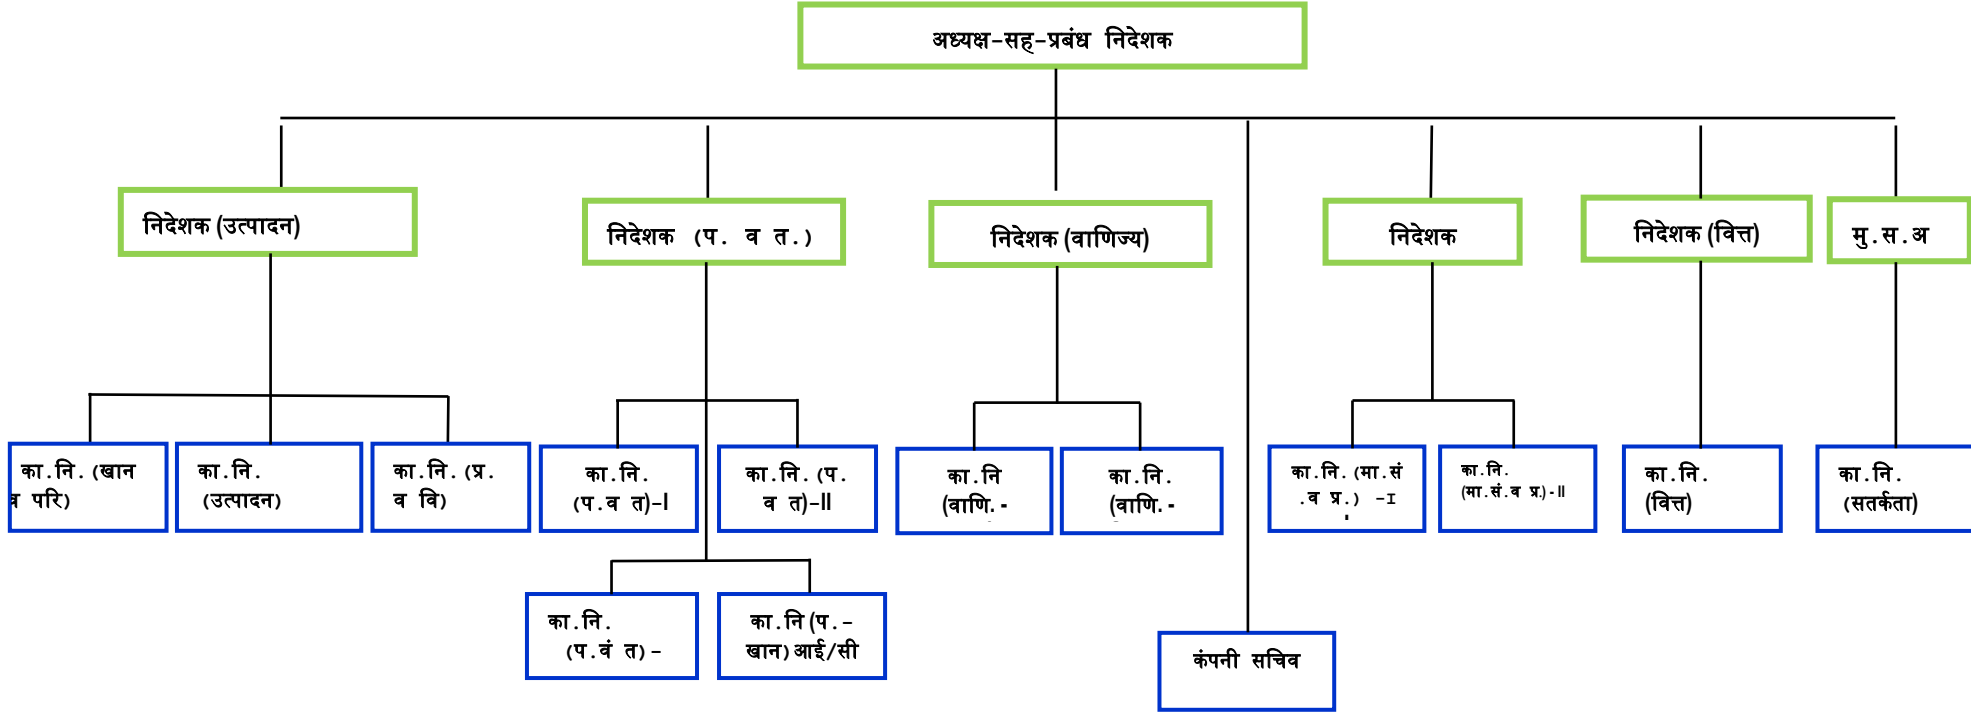 अध्यक्ष-सह-प्रबंध निदेशक
निदेशक (उत्पादन)
निदेशक (प. व त.)
निदेशक (वाणिज्य)
निदेशक
निदेशक (वित्त)
मु.स.अ
का.नि. (खान
व परि)
का.नि.
(उत्पादन)
का.नि. (प्र.
व वि)
का.नि.
(प.व त)-I
का.नि. (प.
व त)-II
का.नि
(वाणि.-
का.नि.
(वाणि.-
का.नि. (मा.सं
.व प्र.) -I
का.नि.
(मा.सं.व प्र.)-II
का.नि.
(वित्त)
का.नि.
(सतर्कता)
का.नि.
(प.वं त)-
का.नि (प.-
खान) आई/सी
कंपनी सचिव